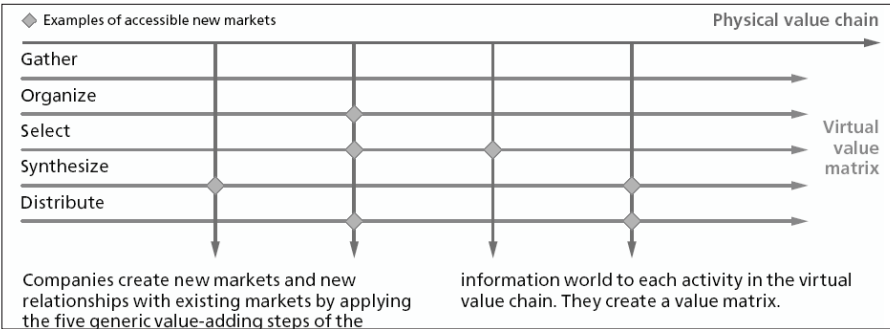 Examples of accessible new markets
Physical value chain
Gather
Organize
Select
Synthesize
Distribute
Virtual
value
matrix
Companies create new markets and new
relationships with existing markets by applying
the five generic value-adding steps of the
information world to each activity in the virtual
value chain. They create a value matrix.